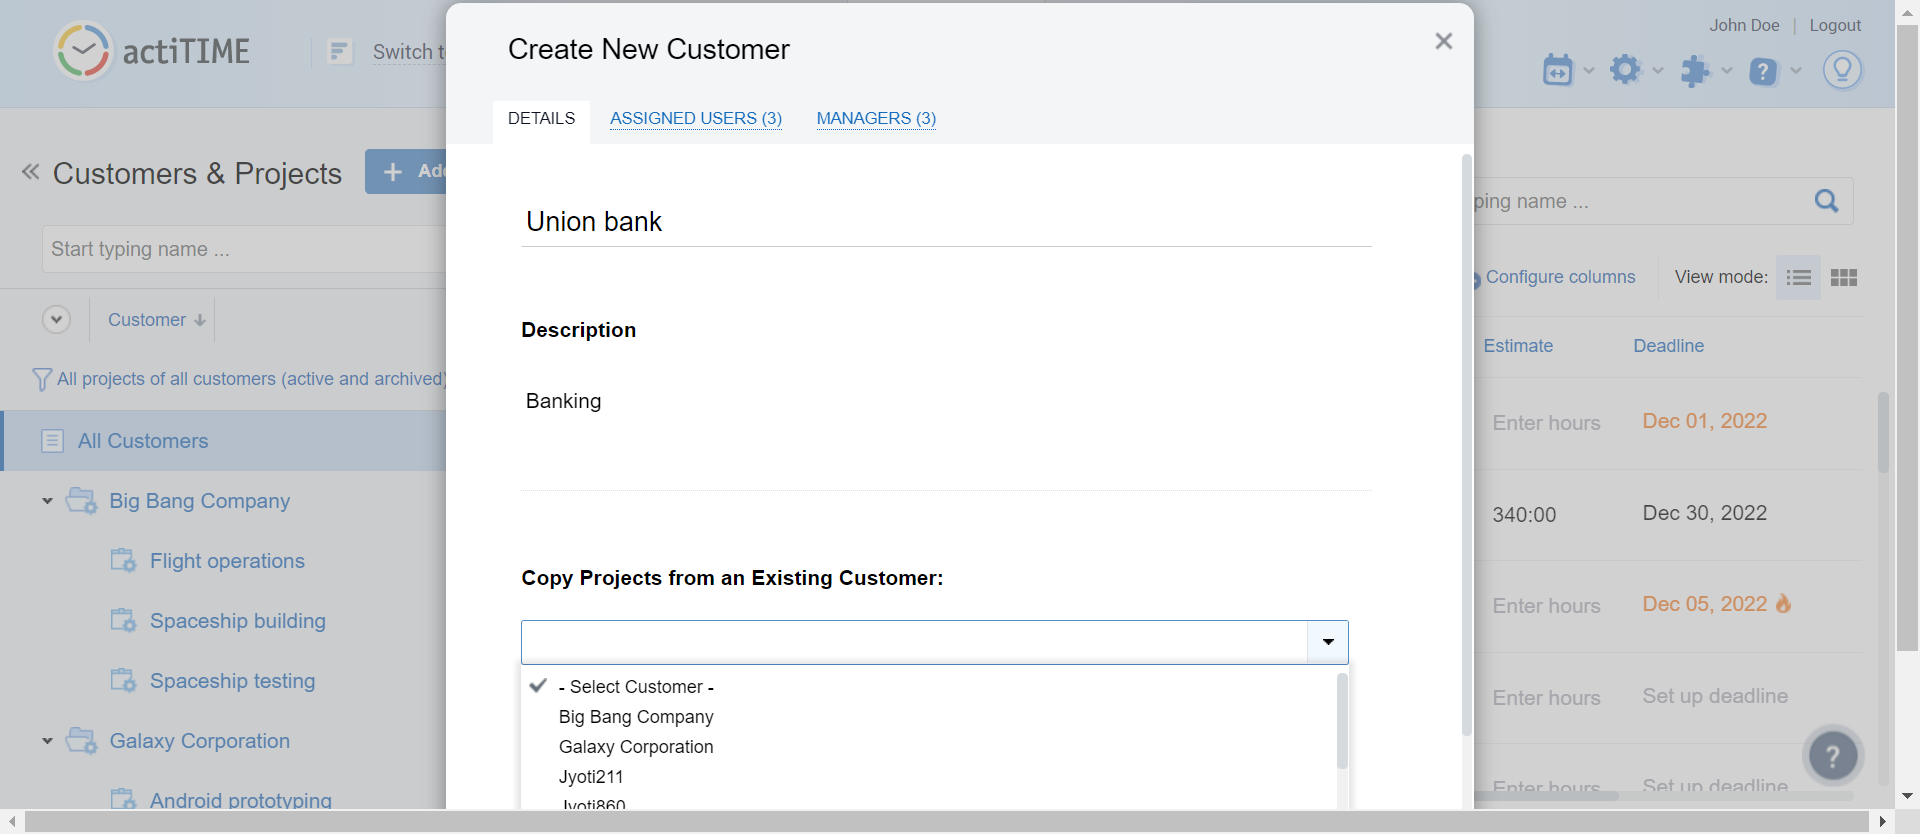 actiTIME
Switch t
John Doe
Logout
Create New Customer
DETAILS
ASSIGNED USERS (3)
MANAGERS (3)
Customers & Projects
Start typing name ...
Customer
All projects of all customers (active and archived)
All Customers
Big Bang Company
Flight operations
Spaceship building
Spaceship testing
Galaxy Corporation
Android prototyping
Union bank
Description
Banking
Copy Projects from an Existing Customer:
- Select Customer -
Big Bang Company
Galaxy Corporation
Jyoti211
Jyoti860
ping name ...
Configure columns
View mode:
Estimate
Deadline
Enter hours
Dec 01, 2022
340:00
Dec 30, 2022
Enter hours
Dec 05, 2022
Enter hours
Set up deadline
Enter hours
Set up deadline
?